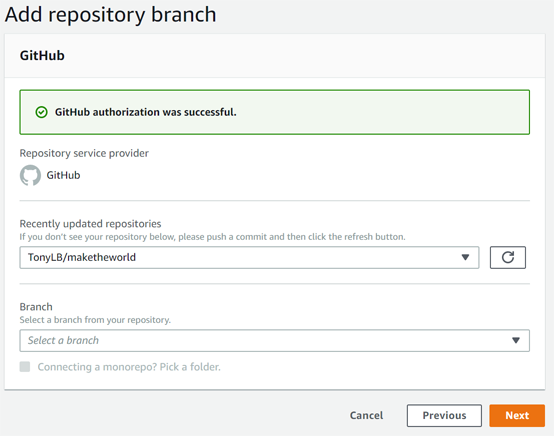 Add repository branch
GitHub
GitHub authorization was successful.
Repository service provider
GitHub
Recently updated repositories
If you don't see your repository below, please push a commit and then click the refresh button.
TonyLB/maketheworld
Branch
Select a branch from your repository.
Select a branch
Connecting a monorepo? Pick a folder.
Cancel Previous Next